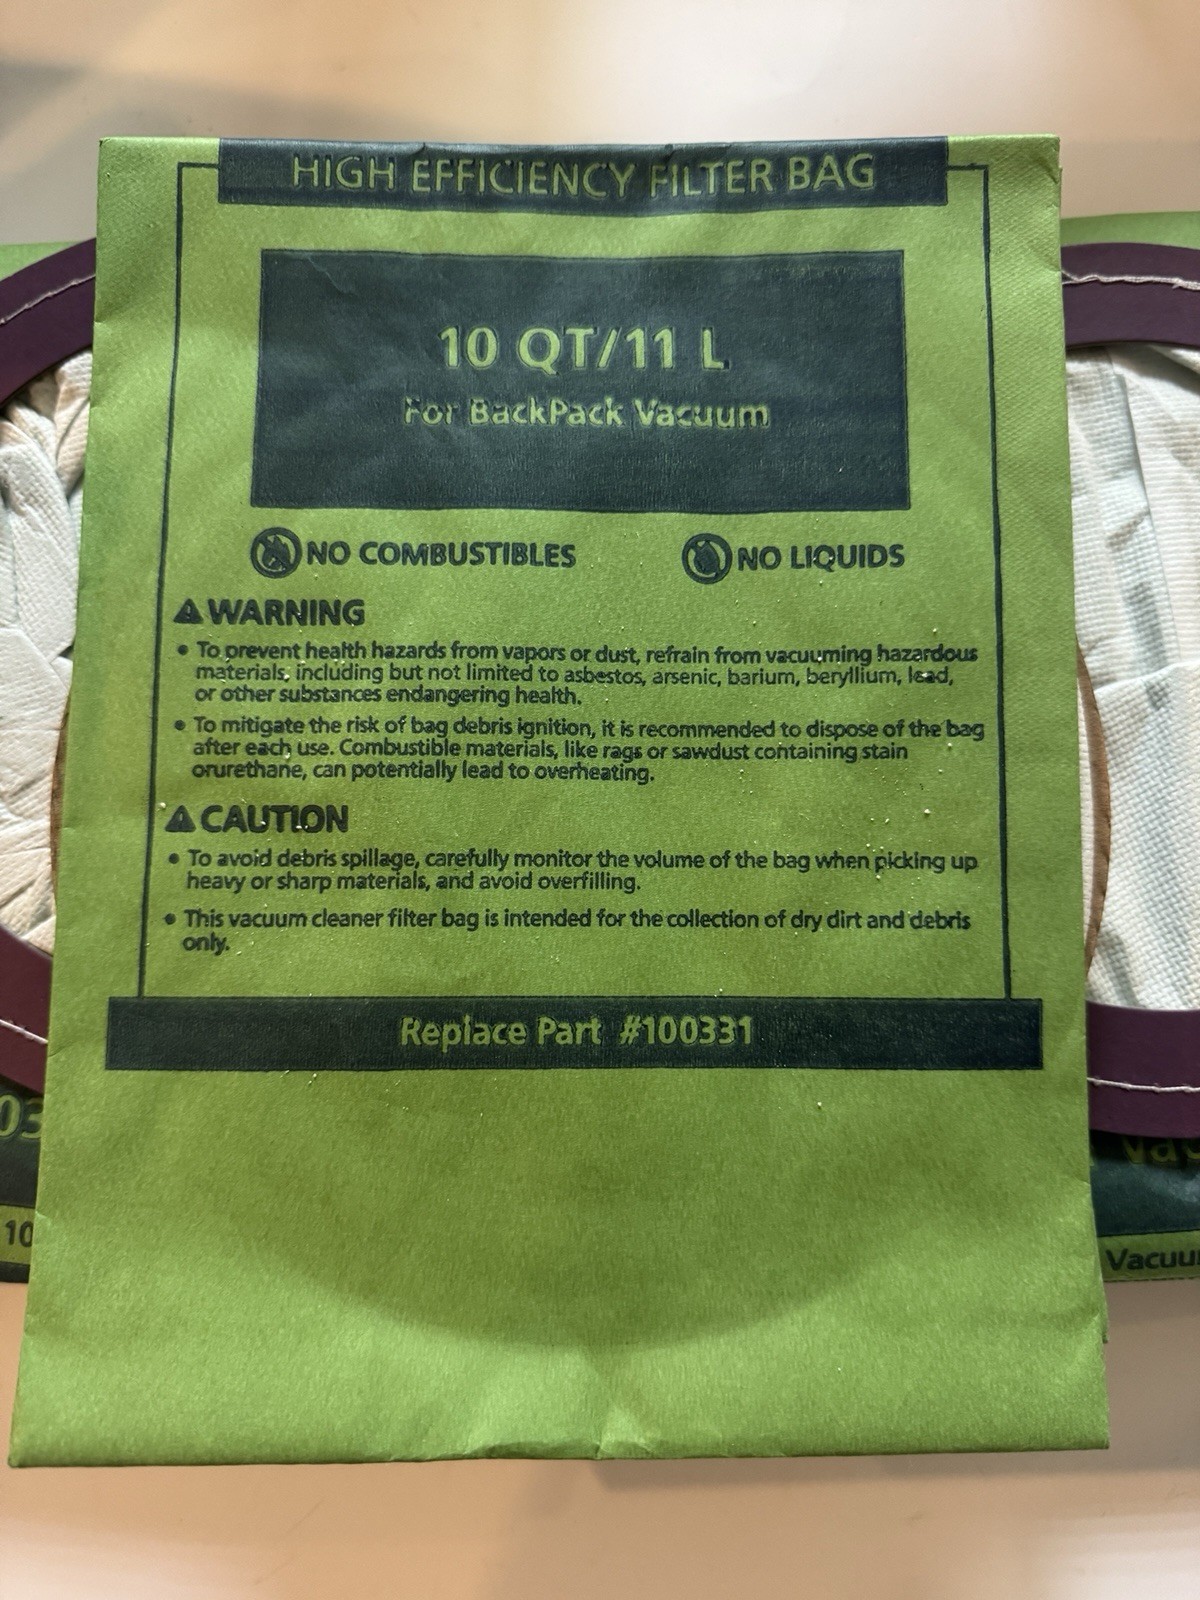 HIGH EFFICIENCY FILTER BAG
10 QT/11 L
For BackPack Vacuum
NO COMBUSTIBLES
NO LIQUIDS
WARNING
• To prevent health hazards from vapors or dust, refrain from vacuuming hazardous
materials, including but not limited to asbestos, arsenic, barium, beryllium, lead,
or other substances endangering health.
• To mitigate the risk of bag debris ignition, it is recommended to dispose of the bag
after each use. Combustible materials, like rags or sawdust containing stain
orurethane, can potentially lead to overheating.
CAUTION
• To avoid debris spillage, carefully monitor the volume of the bag when picking up
heavy or sharp materials, and avoid overfilling.
• This vacuum cleaner filter bag is intended for the collection of dry dirt and debris
only.
Replace Part #100331
03
10